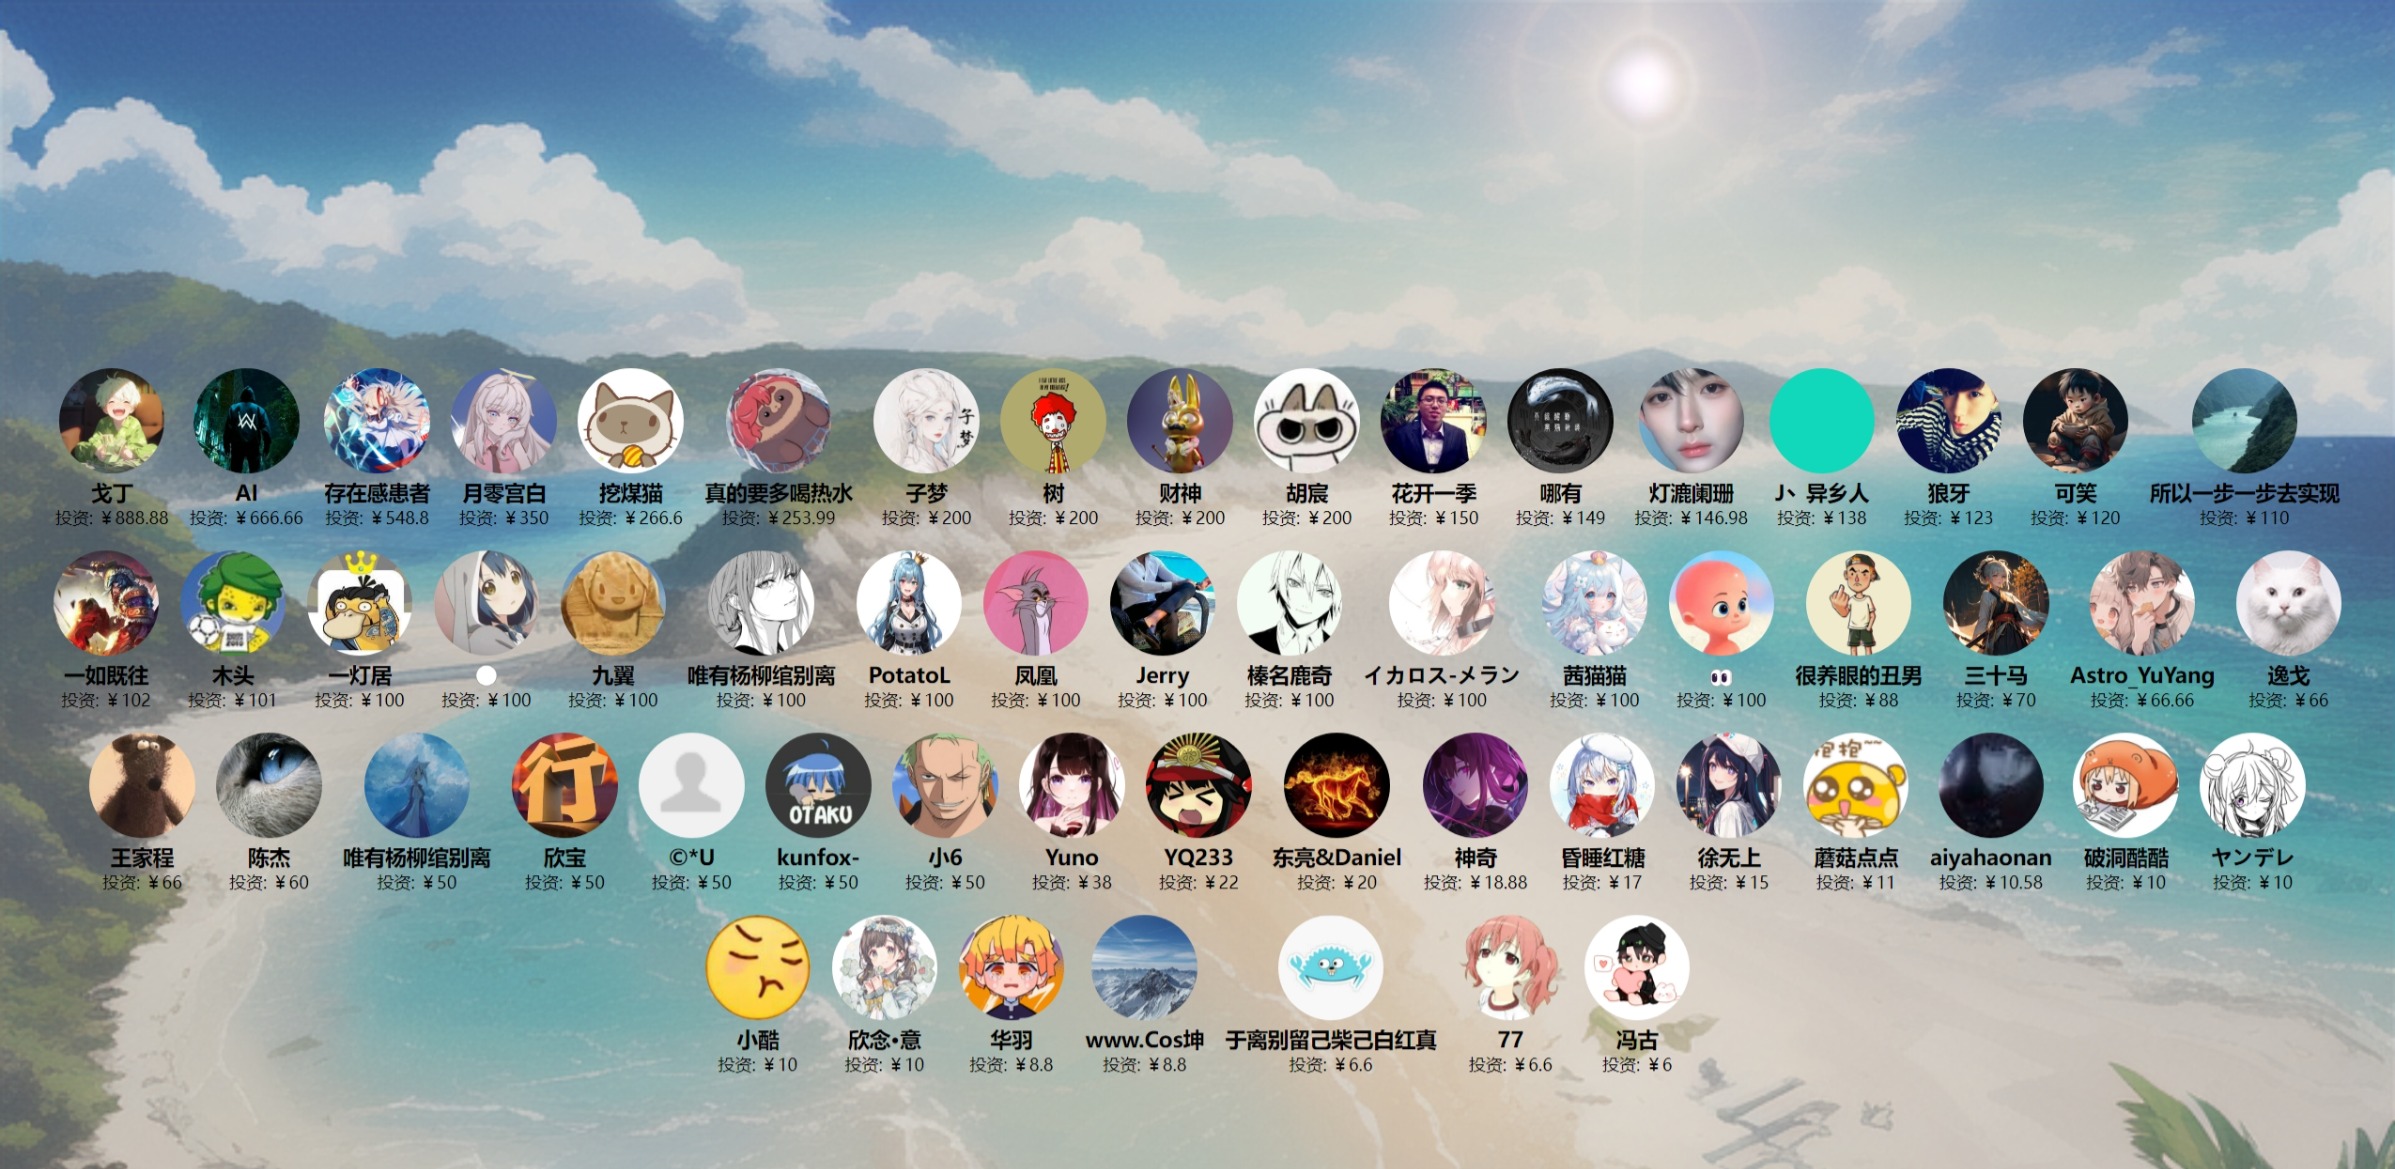 戈丁
投资: ¥888.88
AI
投资: ¥666.66
存在感患者
投资: ¥548.8
月零宫白
投资: ¥350
挖煤猫
投资: ¥266.6
真的要多喝热水
投资: ¥253.99
子梦
子梦
投资: ¥200
树
投资: ¥200
财神
投资: ¥200
胡宸
投资: ¥200
花开一季
投资: ¥150
哪有
投资: ¥149
灯漉阑珊
投资: ¥146.98
J丶异乡人
投资: ¥138
狼牙
投资: ¥123
可笑
投资: ¥120
所以一步一步去实现
投资: ¥110
一如既往
投资: ¥102
木头
投资: ¥101
一灯居
投资: ¥100
投资: ¥100
九翼
投资: ¥100
唯有杨柳绾别离
投资: ¥100
PotatoL
投资: ¥100
凤凰
投资: ¥100
Jerry
投资: ¥100
榛名鹿奇
投资: ¥100
イカロス-メラン
投资: ¥100
茜猫猫
投资: ¥100
👀
投资: ¥100
很养眼的丑男
投资: ¥88
三十马
投资: ¥70
Astro_YuYang
投资: ¥66.66
逸戈
投资: ¥66
王家程
投资: ¥66
陈杰
投资: ¥60
唯有杨柳绾别离
投资: ¥50
行
欣宝
投资: ¥50
©*U
投资: ¥50
OTAKU
kunfox-
投资: ¥50
小6
投资: ¥50
Yuno
投资: ¥38
YQ233
投资: ¥22
东亮&Daniel
投资: ¥20
神奇
投资: ¥18.88
昏睡红糖
投资: ¥17
徐无上
投资: ¥15
抱抱~~
蘑菇点点
投资: ¥11
aiyahaonan
投资: ¥10.58
破洞酷酷
投资: ¥10
ヤンデレ
投资: ¥10
小酷
投资: ¥10
欣念•意
投资: ¥10
华羽
投资: ¥8.8
www.Cos坤
投资: ¥8.8
于离别留己柴己白红真
投资: ¥6.6
77
投资: ¥6.6
冯古
投资: ¥6